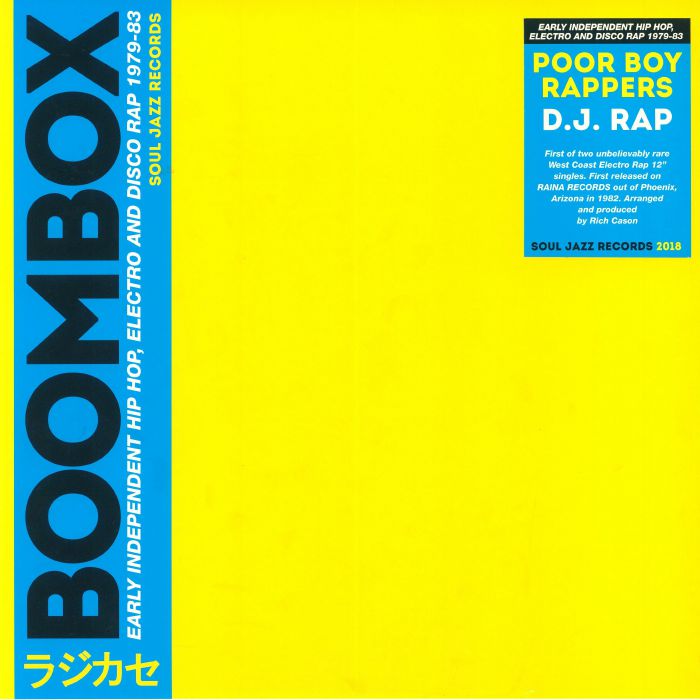 BOOMBOX
EARLY INDEPENDENT HIP HOP, ELECTRO AND DISCO RAP 1979-83
SOUL JAZZ RECORDS
ラジカセ
EARLY INDEPENDENT HIP HOP,
ELECTRO AND DISCO RAP 1979-83
POOR BOY
RAPPERS
D.J. RAP
First of two unbelievably rare
West Coast Electro Rap 12"
singles. First released on
RAINA RECORDS out of Phoenix,
Arizona in 1982. Arranged
and produced
by Rich Cason
SOUL JAZZ RECORDS 2018